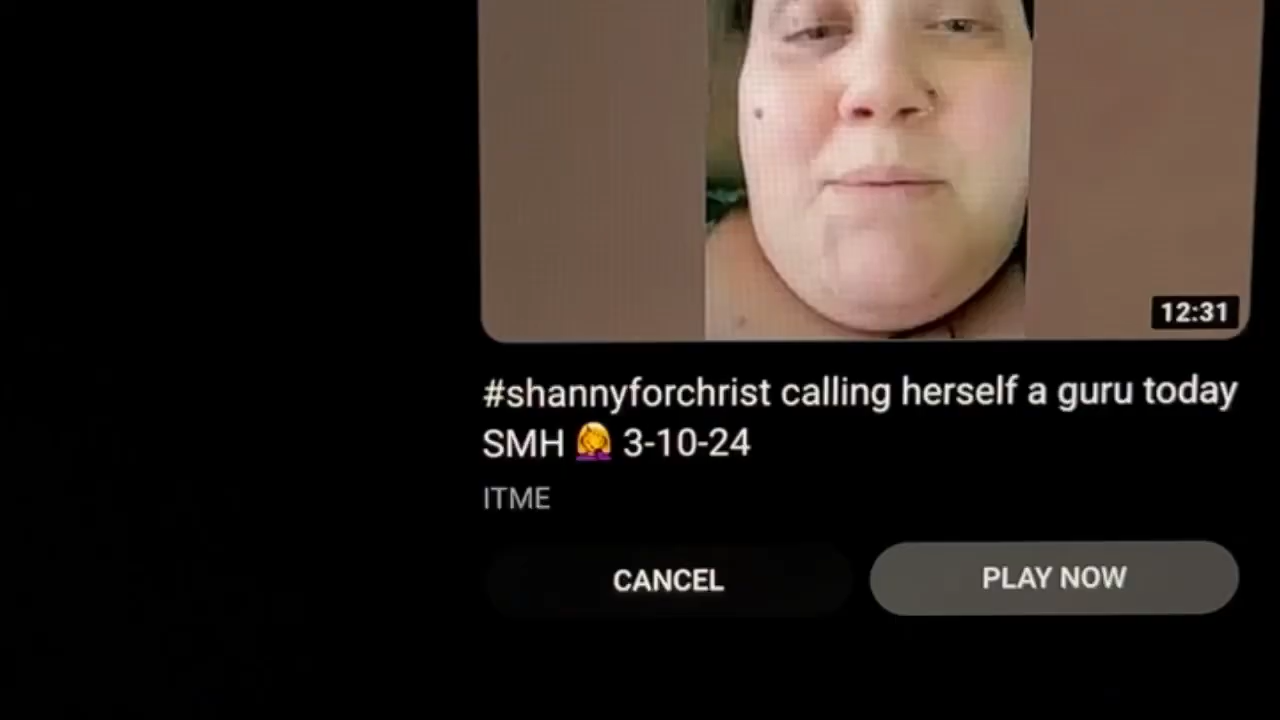 12:31
#shannyforchrist calling herself a guru today
SMH 🤦‍♀️ 3-10-24
ITME
CANCEL
PLAY NOW